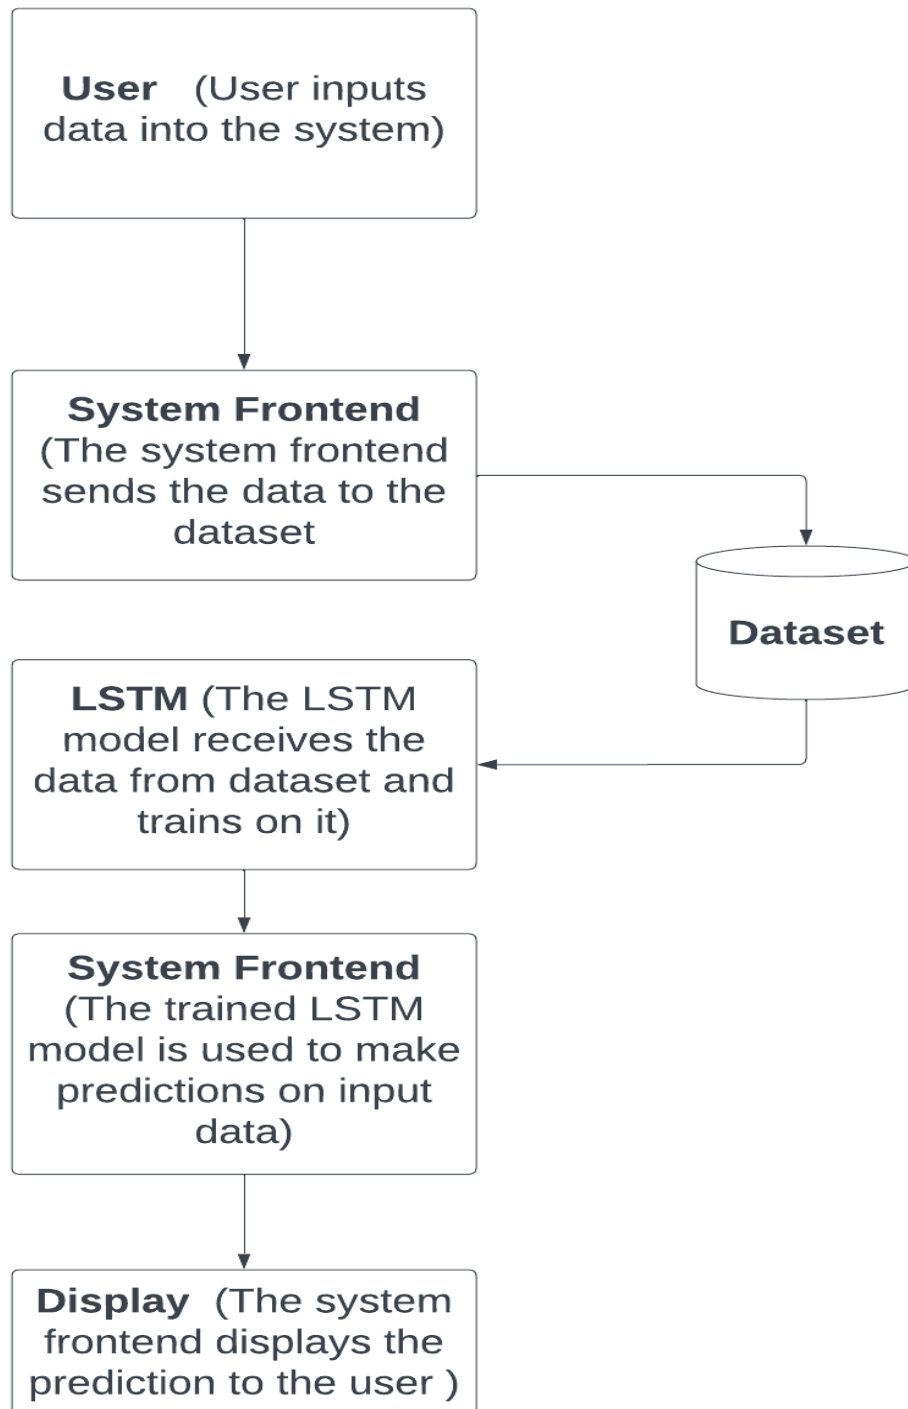 User (User inputs
data into the system)
System Frontend
(The system frontend
sends the data to the
dataset
Dataset
LSTM (The LSTM
model receives the
data from dataset and
trains on it)
System Frontend
(The trained LSTM
model is used to make
predictions on input
data)
Display (The system
frontend displays the
prediction to the user )